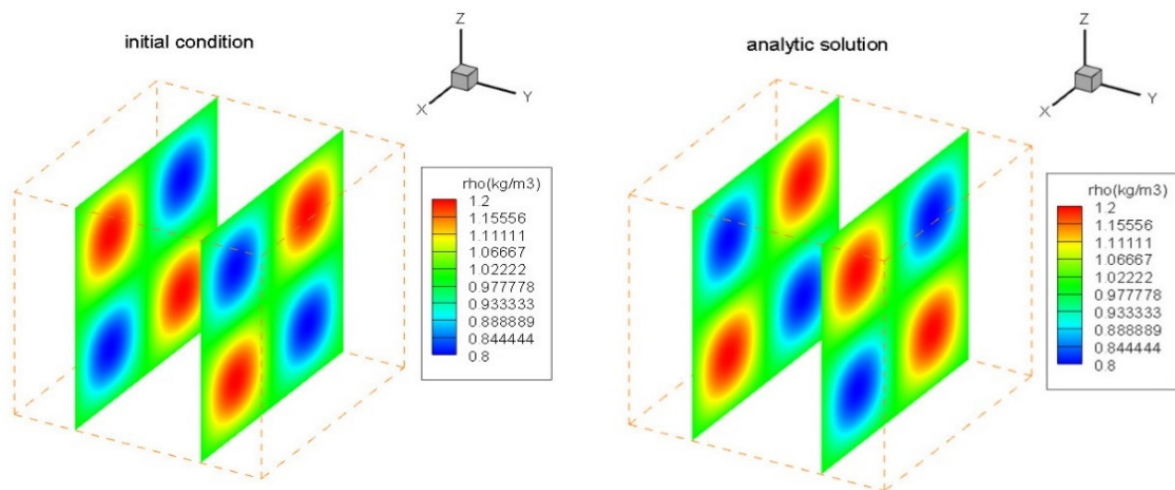 initial condition
Z
X
Y
rho(kg/m3)
1.2
1.15556
1.11111
1.06667
1.02222
0.977778
0.933333
0.888889
0.844444
0.8
analytic solution
Z
X
Y
rho(kg/m3)
1.2
1.15556
1.11111
1.06667
1.02222
0.977778
0.933333
0.888889
0.844444
0.8